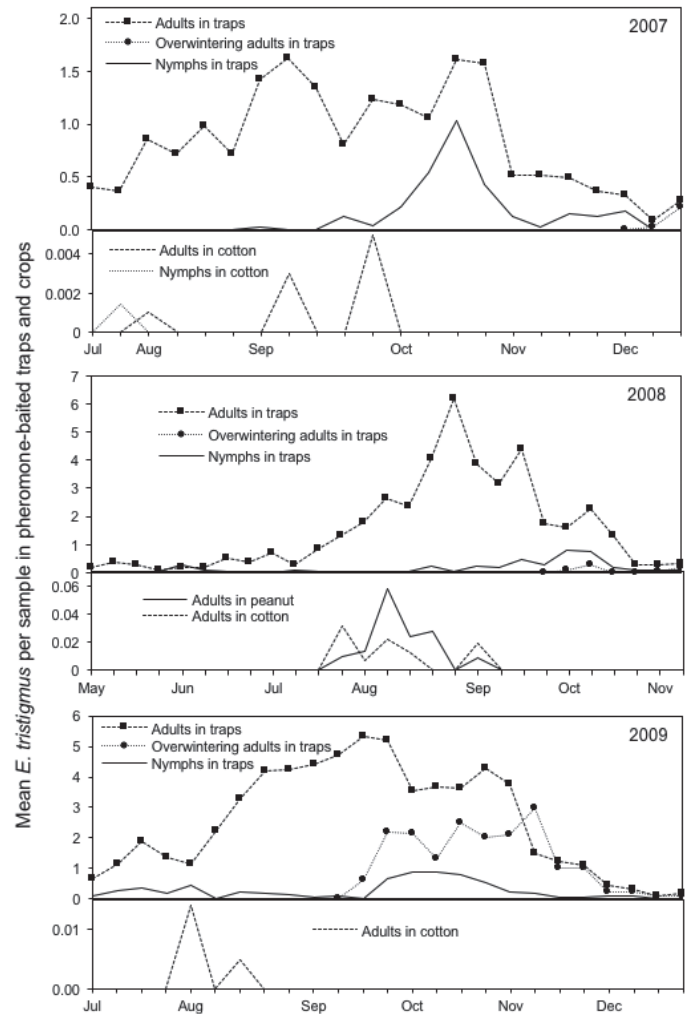 Mean E. tristigmus per sample in pheromone-baited traps and crops
2007
Adults in traps
Overwintering adults in traps
Nymphs in traps
2.0
1.5
1.0
0.5
0.0
Adults in cotton
Nymphs in cotton
0.004
0.002
0
Jul Aug Sep Oct Nov Dec
2008
Adults in traps
Overwintering adults in traps
Nymphs in traps
7
6
5
4
3
2
1
0
Adults in peanut
Adults in cotton
0.06
0.04
0.02
0
May Jun Jul Aug Sep Oct Nov
2009
Adults in traps
Overwintering adults in traps
Nymphs in traps
6
5
4
3
2
1
0
Adults in cotton
0.01
0.00
Jul Aug Sep Oct Nov Dec